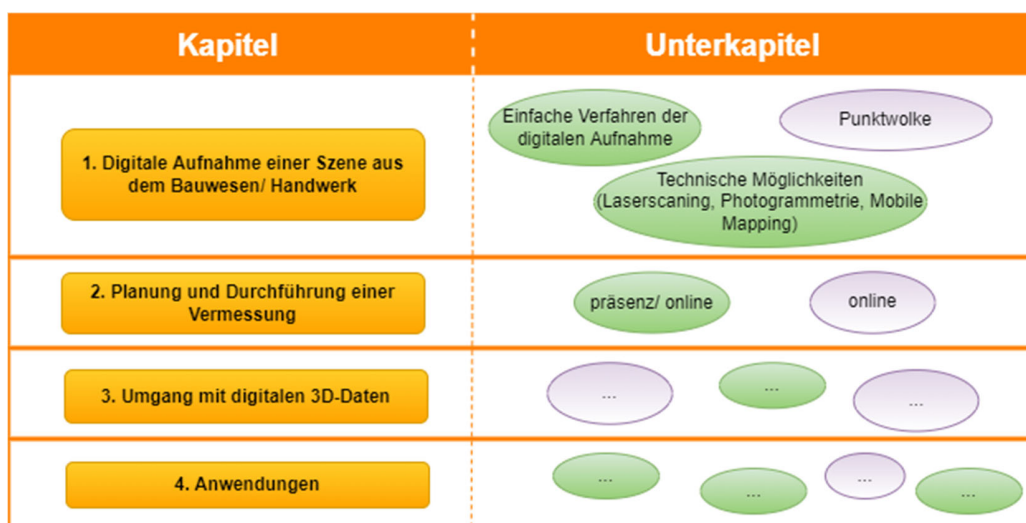 Kapitel
Unterkapitel
1. Digitale Aufnahme einer Szene aus
dem Bauwesen/ Handwerk
Einfache Verfahren der
digitalen Aufnahme
Punktwolke
Technische Möglichkeiten
(Laserscaning, Photogrammetrie, Mobile
Mapping)
2. Planung und Durchführung einer
Vermessung
präsenz/ online
online
3. Umgang mit digitalen 3D-Daten
...
...
...
4. Anwendungen
...
...
...
...